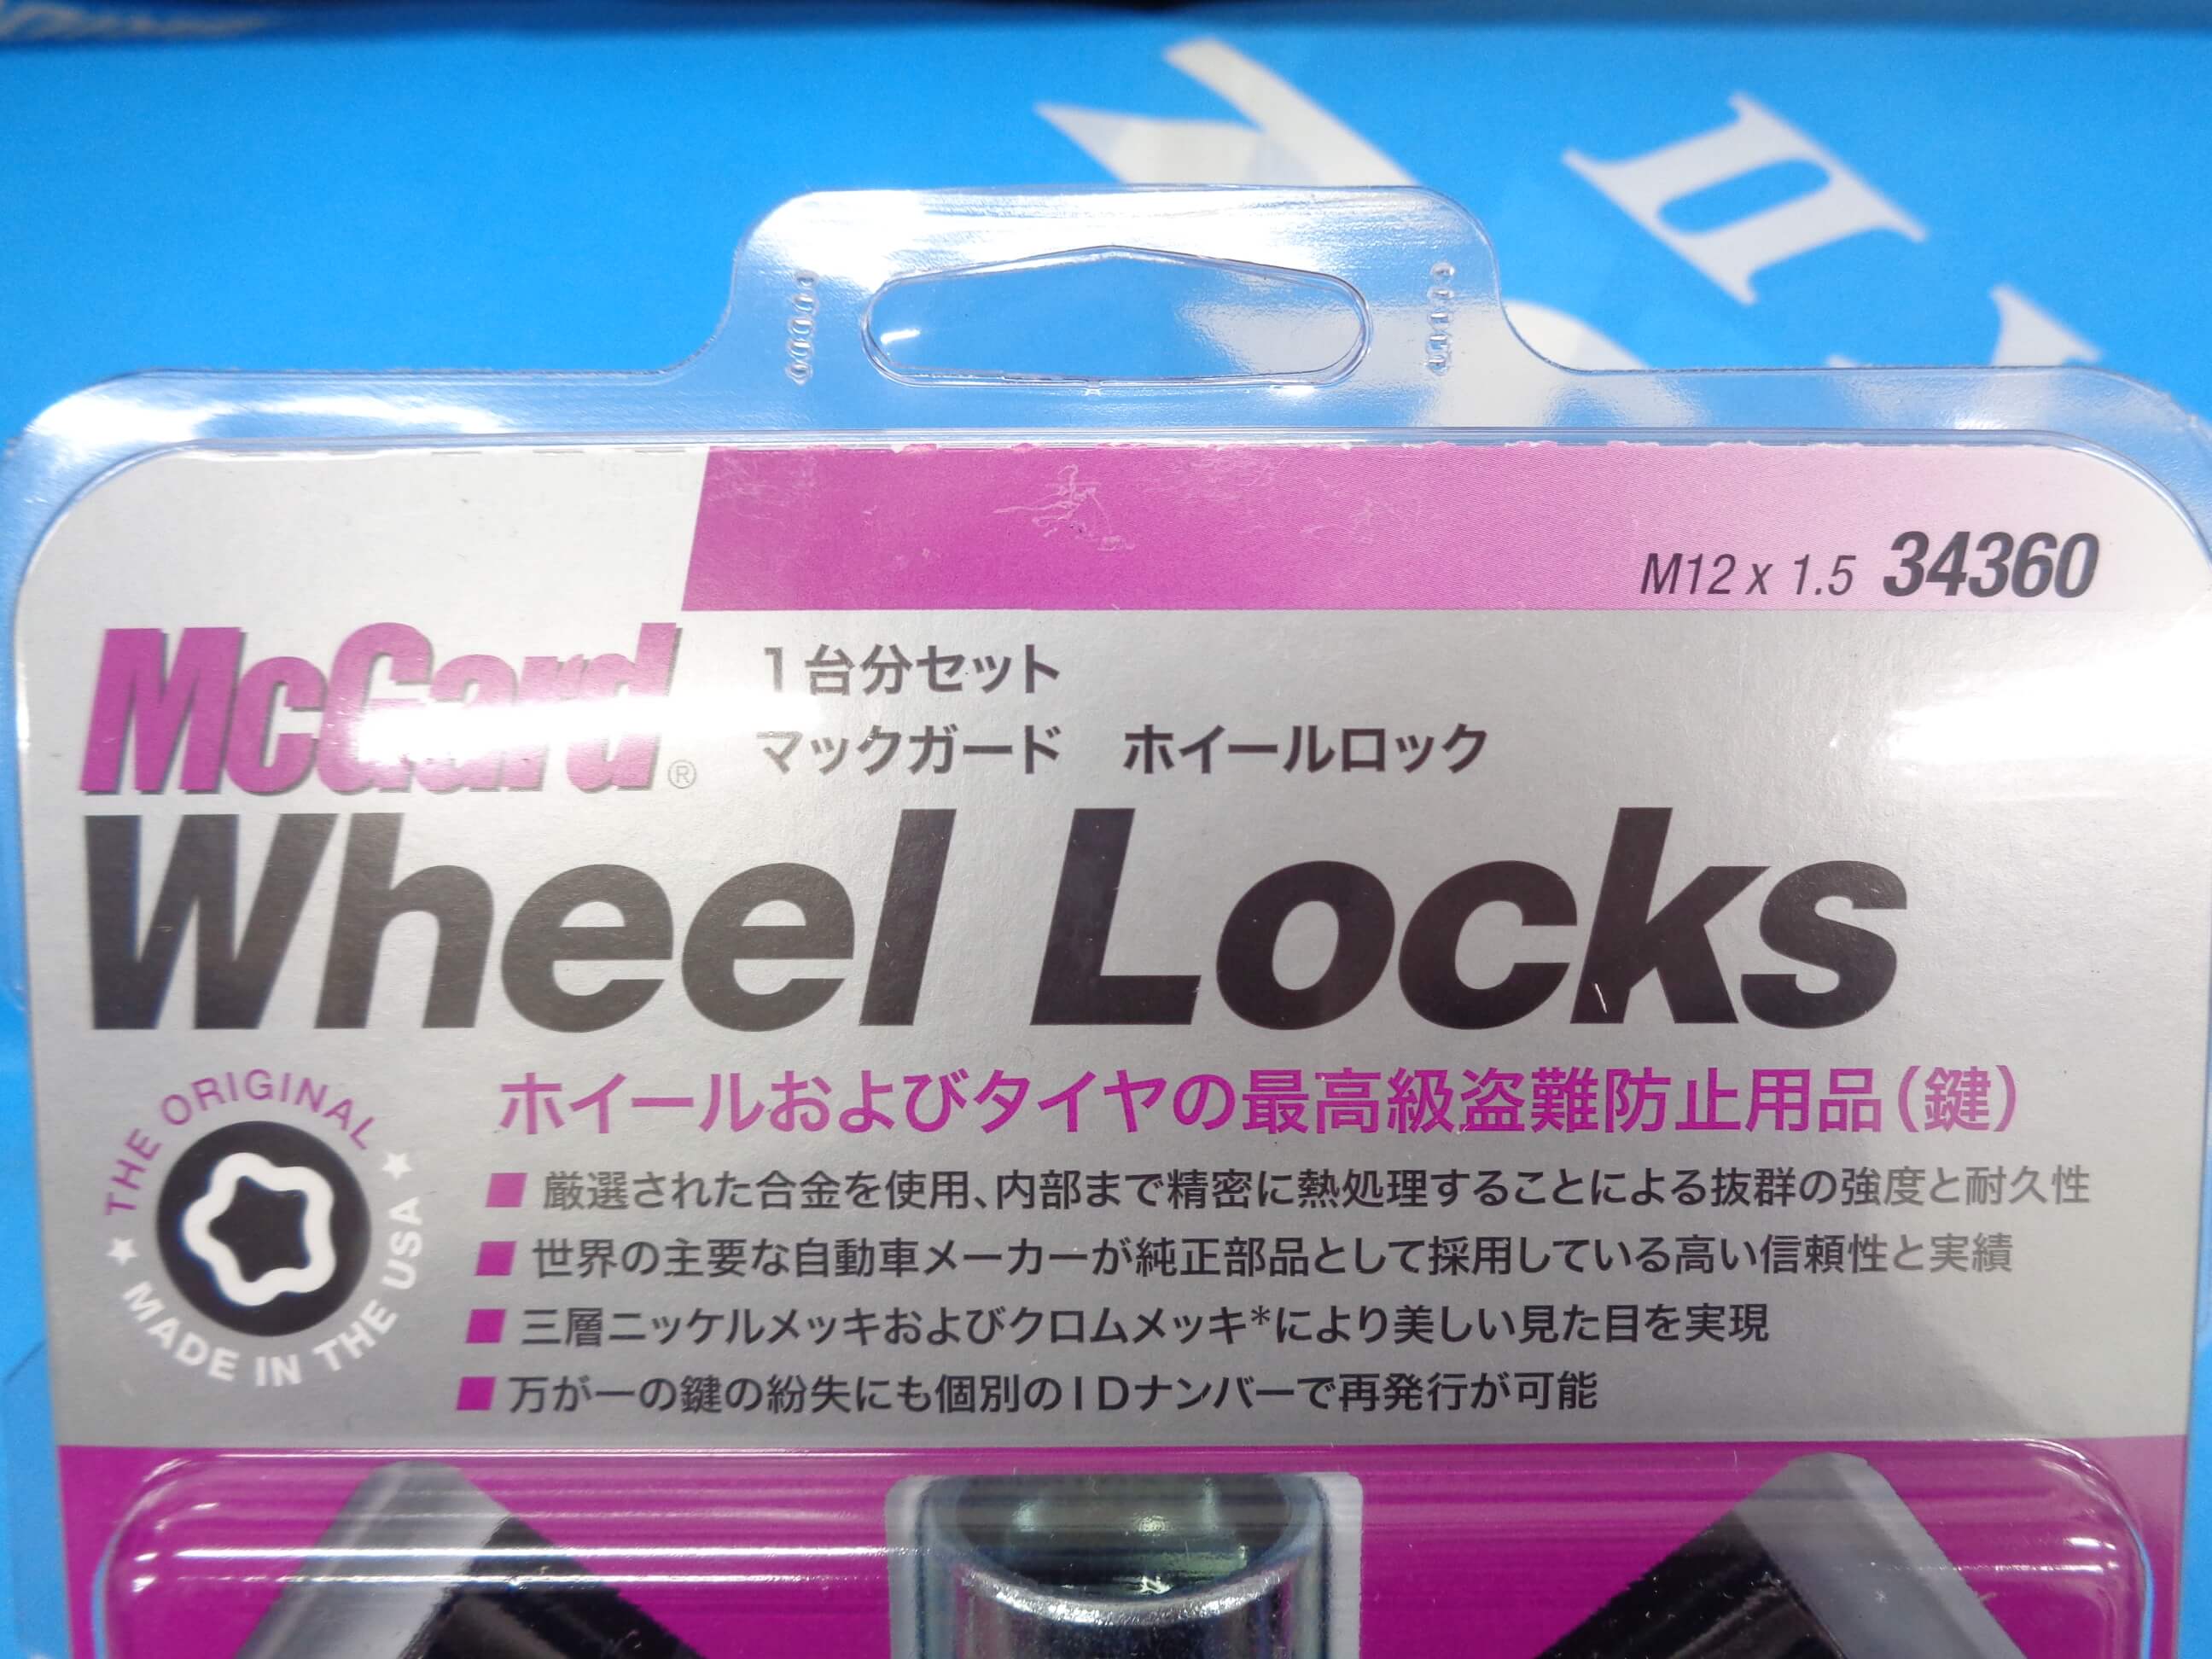 M12 x 1.5 34360
McGard®
1台分セット
マックガード ホイールロック
Wheel Locks
ホイールおよびタイヤの最高級盗難防止用品(鍵)
THE ORIGINAL
★ MADE IN THE USA ★
■ 厳選された合金を使用、内部まで精密に熱処理することによる抜群の強度と耐久性
■ 世界の主要な自動車メーカーが純正部品として採用している高い信頼性と実績
■ 三層ニッケルメッキおよびクロムメッキ*により美しい見た目を実現
■ 万が一の鍵の紛失にも個別のIDナンバーで再発行が可能